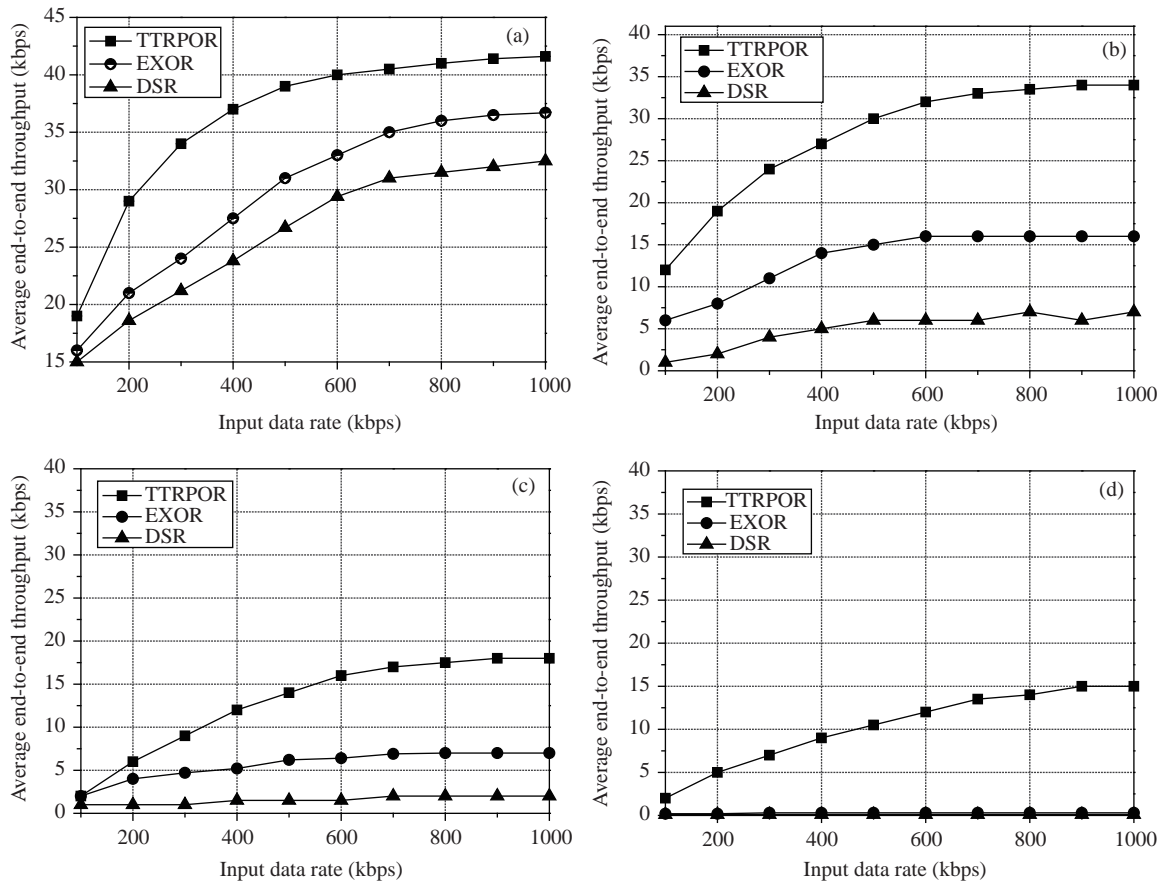 45
40
35
30
25
20
15
Average end-to-end throughput (kbps)
TTRPOR
EXOR
DSR
(a)
200
400
600
800
1000
Input data rate (kbps)
40
35
30
25
20
15
10
5
0
Average end-to-end throughput (kbps)
TTRPOR
EXOR
DSR
(b)
200
400
600
800
1000
Input data rate (kbps)
40
35
30
25
20
15
10
5
0
Average end-to-end throughput (kbps)
TTRPOR
EXOR
DSR
(c)
200
400
600
800
1000
Input data rate (kbps)
40
35
30
25
20
15
10
5
0
Average end-to-end throughput (kbps)
TTRPOR
EXOR
DSR
(d)
200
400
600
800
1000
Input data rate (kbps)